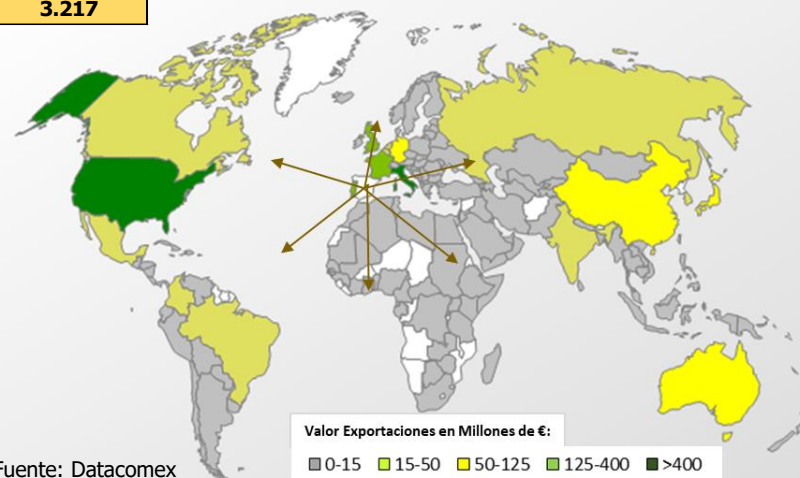 3.217
Valor Exportaciones en Millones de €:
0-15 15-50 50-125 125-400 >400
Fuente: Datacomex